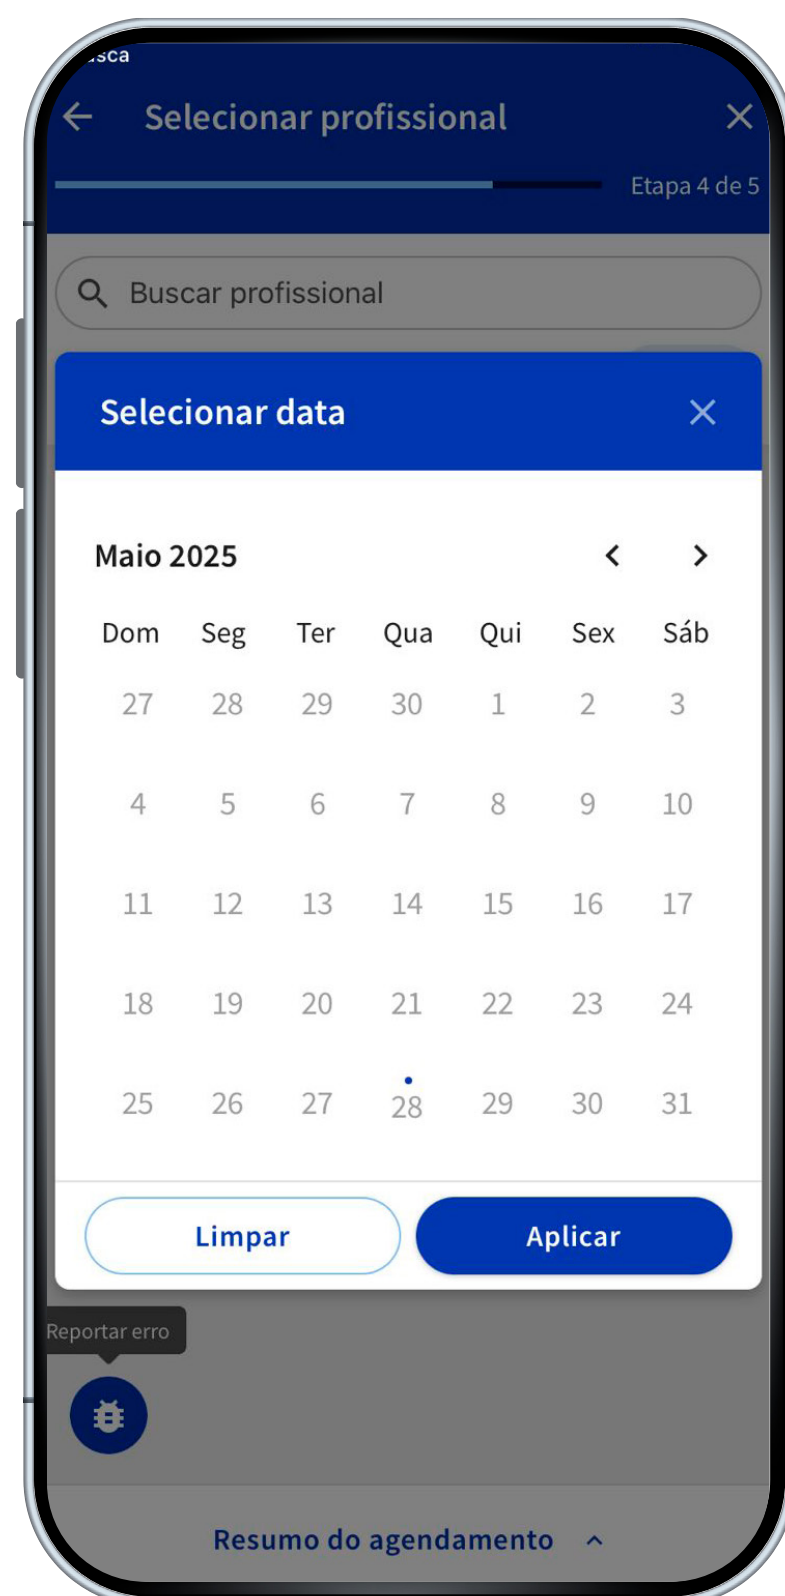 Selecionar profissional
Etapa 4 de 5
Buscar profissional
Selecionar data
Maio 2025
Dom Seg Ter Qua Qui Sex Sáb
27 28 29 30 1 2 3
4 5 6 7 8 9 10
11 12 13 14 15 16 17
18 19 20 21 22 23 24
25 26 27 28 29 30 31
Limpar Aplicar
Reportar erro
Resumo do agendamento